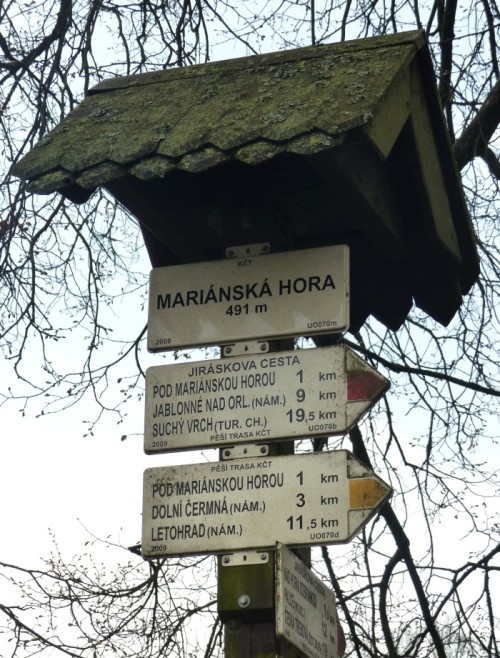 KČT
MARIÁNSKÁ HORA
491 m
2009 UO070m
JIRÁSKOVA CESTA
POD MARIÁNSKOU HOROU 1 km
JABLONNÉ NAD ORL.(NÁM.) 9 km
SUCHÝ VRCH (TUR. CH.) 19,5 km
2009 PĚŠÍ TRASA KČT UO070b
PĚŠÍ TRASA KČT
POD MARIÁNSKOU HOROU 1 km
DOLNÍ ČERMNÁ (NÁM.) 3 km
LETOHRAD (NÁM.) 11,5 km
2009 UO070d